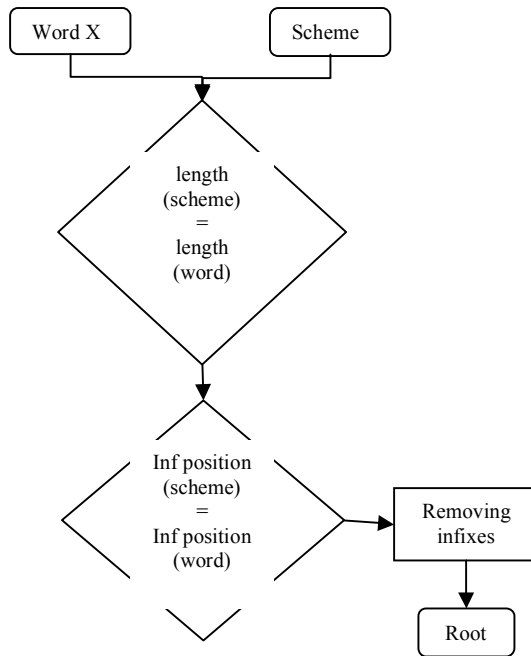 Word X
Scheme
length
(scheme)
=
length
(word)
Inf position
(scheme)
=
Inf position
(word)
Removing
infixes
Root